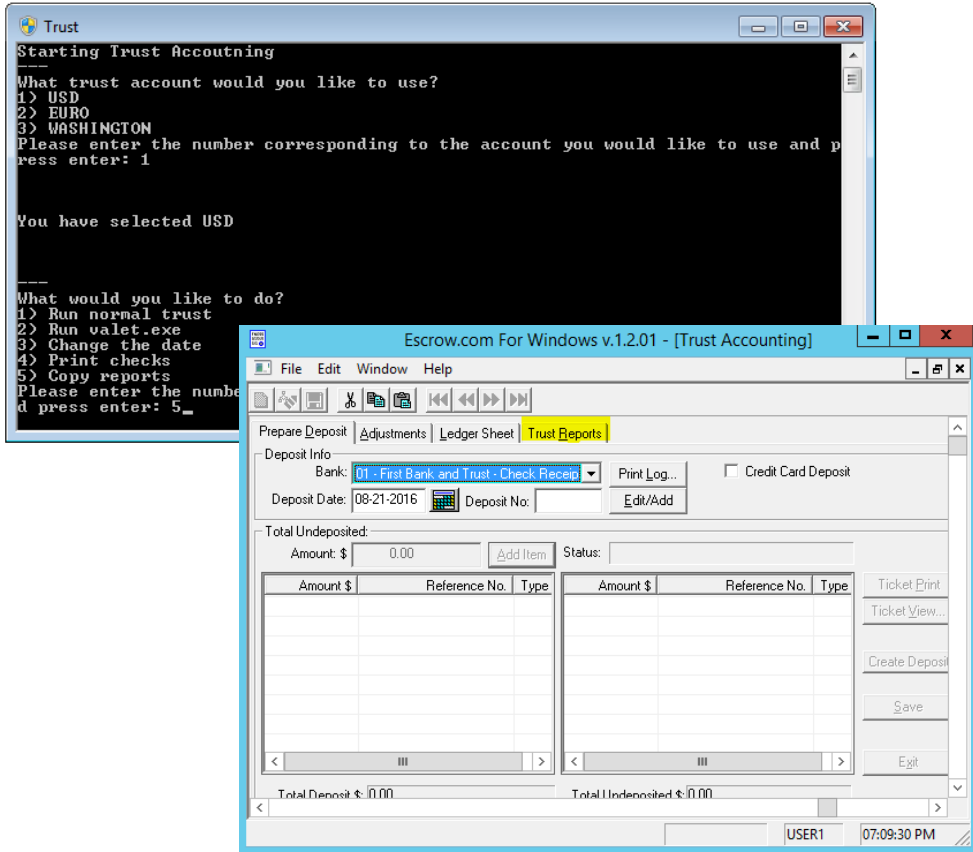 Trust
Starting Trust Accoutning
---
What trust account would you like to use?
1) USD
2) EURO
3) WASHINGTON
Please enter the number corresponding to the account you would like to use and p
ress enter: 1
You have selected USD
---
What would you like to do?
1) Run normal trust
2) Run valet.exe
3) Change the date
4) Print checks
5) Copy reports
Please enter the numbe
d press enter: 5_
Escrow.com For Windows v.1.2.01 - [Trust Accounting]
File Edit Window Help
Prepare Deposit Adjustments Ledger Sheet Trust Reports
Deposit Info
Bank: 01 - First Bank and Trust - Check Receip Print Log... Credit Card Deposit
Deposit Date: 08-21-2016 Deposit No: Edit/Add
Total Undeposited:
Amount: $ 0.00 Add Item Status:
Amount $ Reference No. Type Amount $ Reference No. Type
Ticket Print
Ticket View...
Create Deposit
Save
Exit
Total Deposit $: 0.00 Total Undeposited $: 0.00
USER1 07:09:30 PM